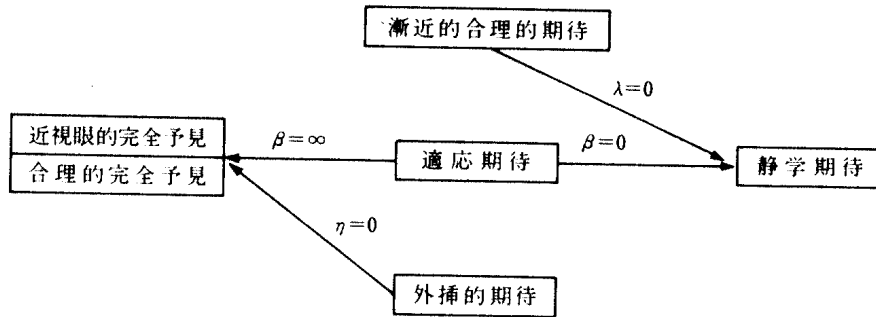 漸近的合理的期待
λ=0
近視眼的完全予見
β=∞
適応期待
β=0
静学期待
合理的完全予見
η=0
外挿的期待